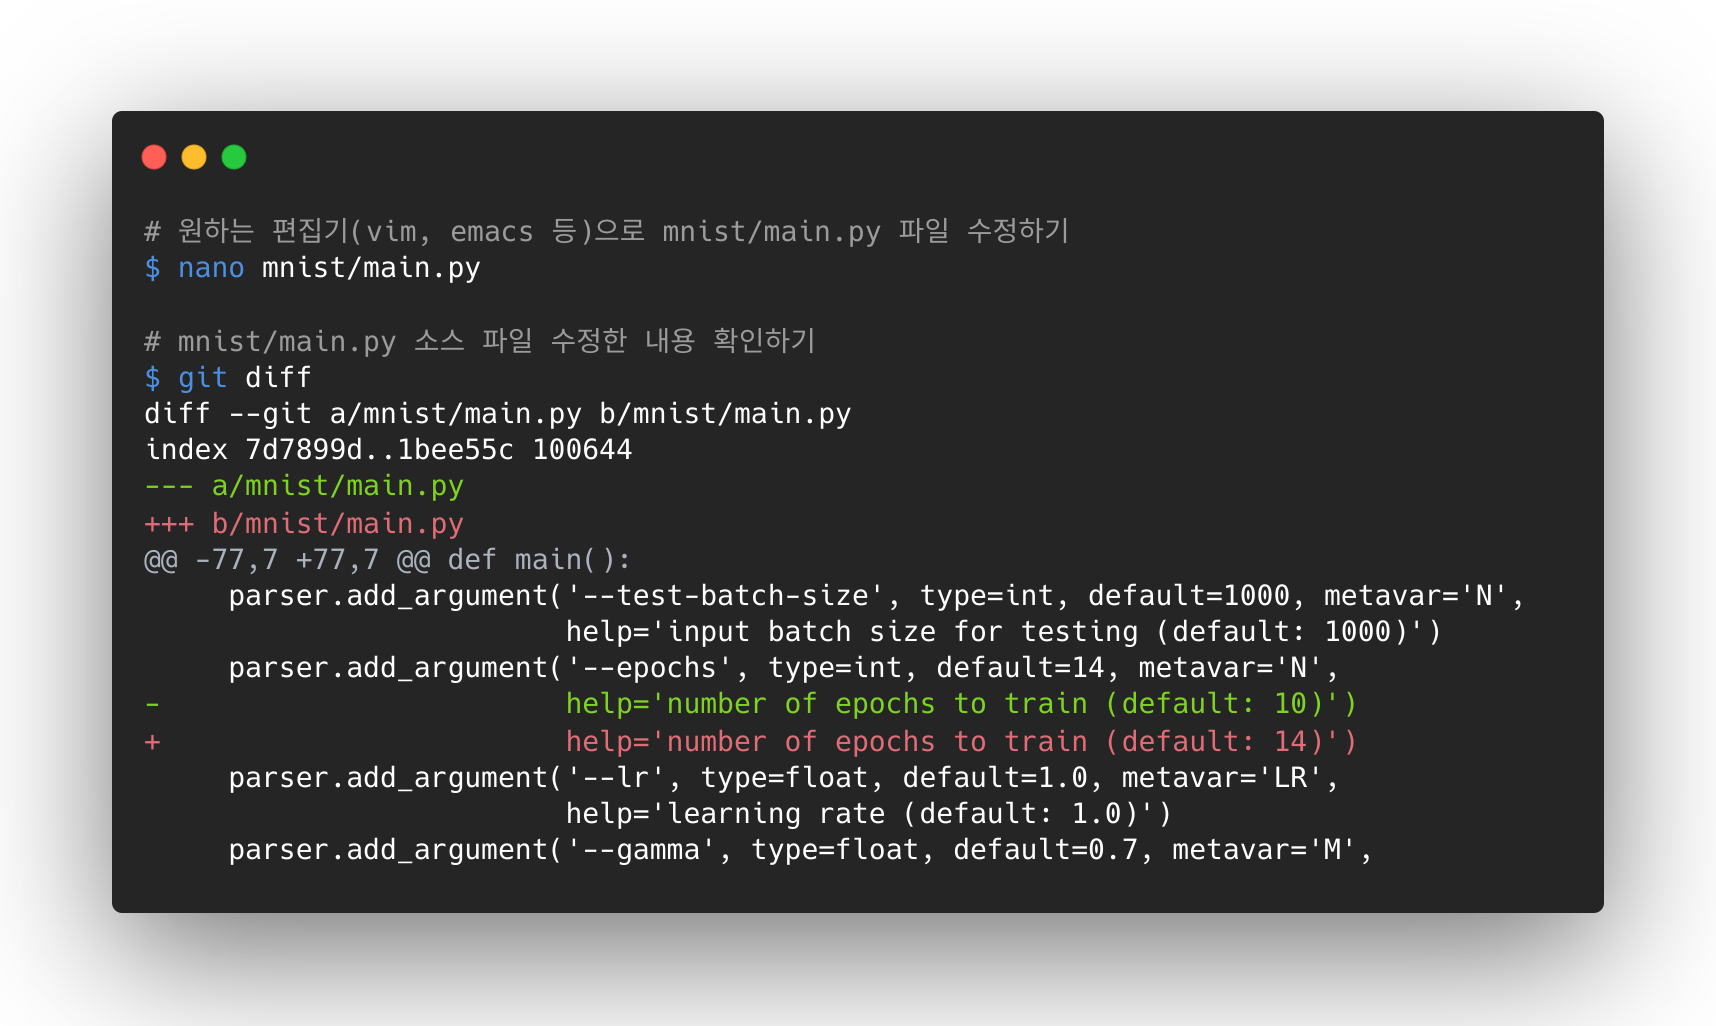 # 원하는 편집기(vim, emacs 등)으로 mnist/main.py 파일 수정하기
$ nano mnist/main.py

# mnist/main.py 소스 파일 수정한 내용 확인하기
$ git diff
diff --git a/mnist/main.py b/mnist/main.py
index 7d7899d..1bee55c 100644
--- a/mnist/main.py
+++ b/mnist/main.py
@@ -77,7 +77,7 @@ def main():
     parser.add_argument('--test-batch-size', type=int, default=1000, metavar='N',
                         help='input batch size for testing (default: 1000)')
     parser.add_argument('--epochs', type=int, default=14, metavar='N',
-                        help='number of epochs to train (default: 10)')
+                        help='number of epochs to train (default: 14)')
     parser.add_argument('--lr', type=float, default=1.0, metavar='LR',
                         help='learning rate (default: 1.0)')
     parser.add_argument('--gamma', type=float, default=0.7, metavar='M',